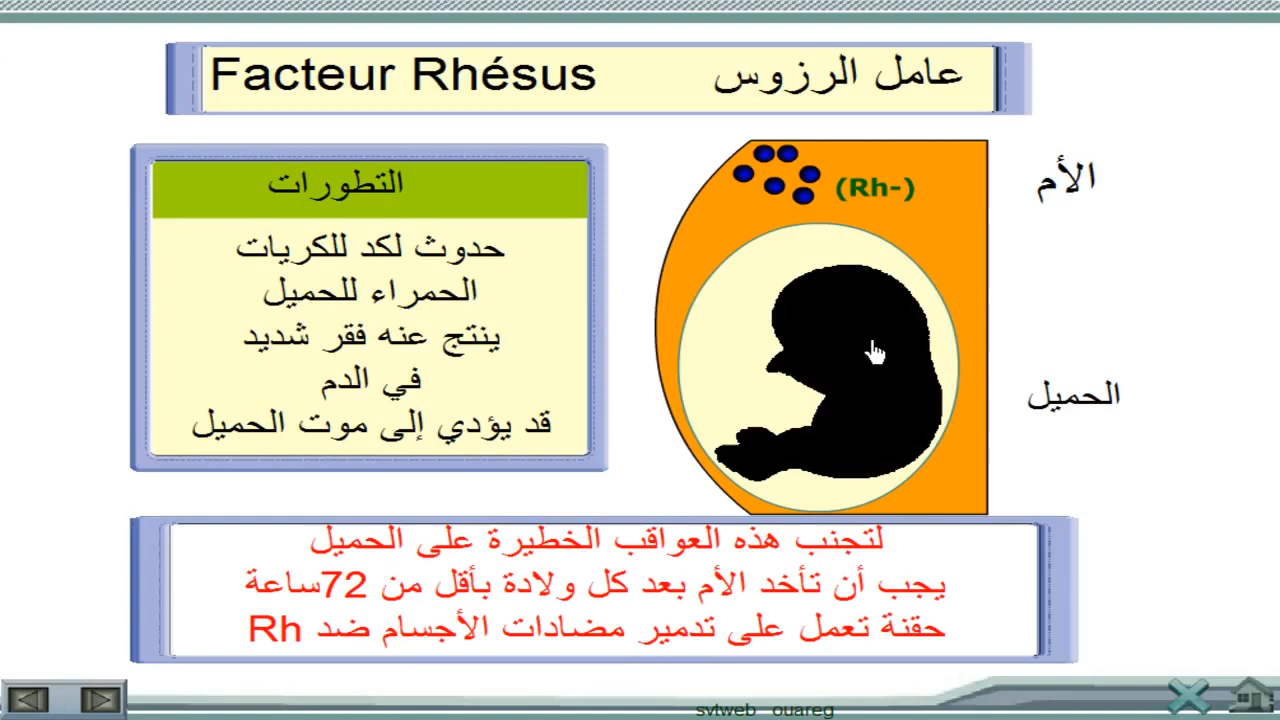 Facteur Rhésus عامل الرزوس
الأم
(Rh-)
الحميل
التطورات
حدوث لكد للكريات
الحمراء للحميل
ينتج عنه فقر شديد
في الدم
قد يؤدي إلى موت الحميل
لتجنب هذه العواقب الخطيرة على الحميل
يجب أن تأخد الأم بعد كل ولادة بأقل من 72ساعة
حقنة تعمل على تدمير مضادات الأجسام ضد Rh
svtweb ouareg